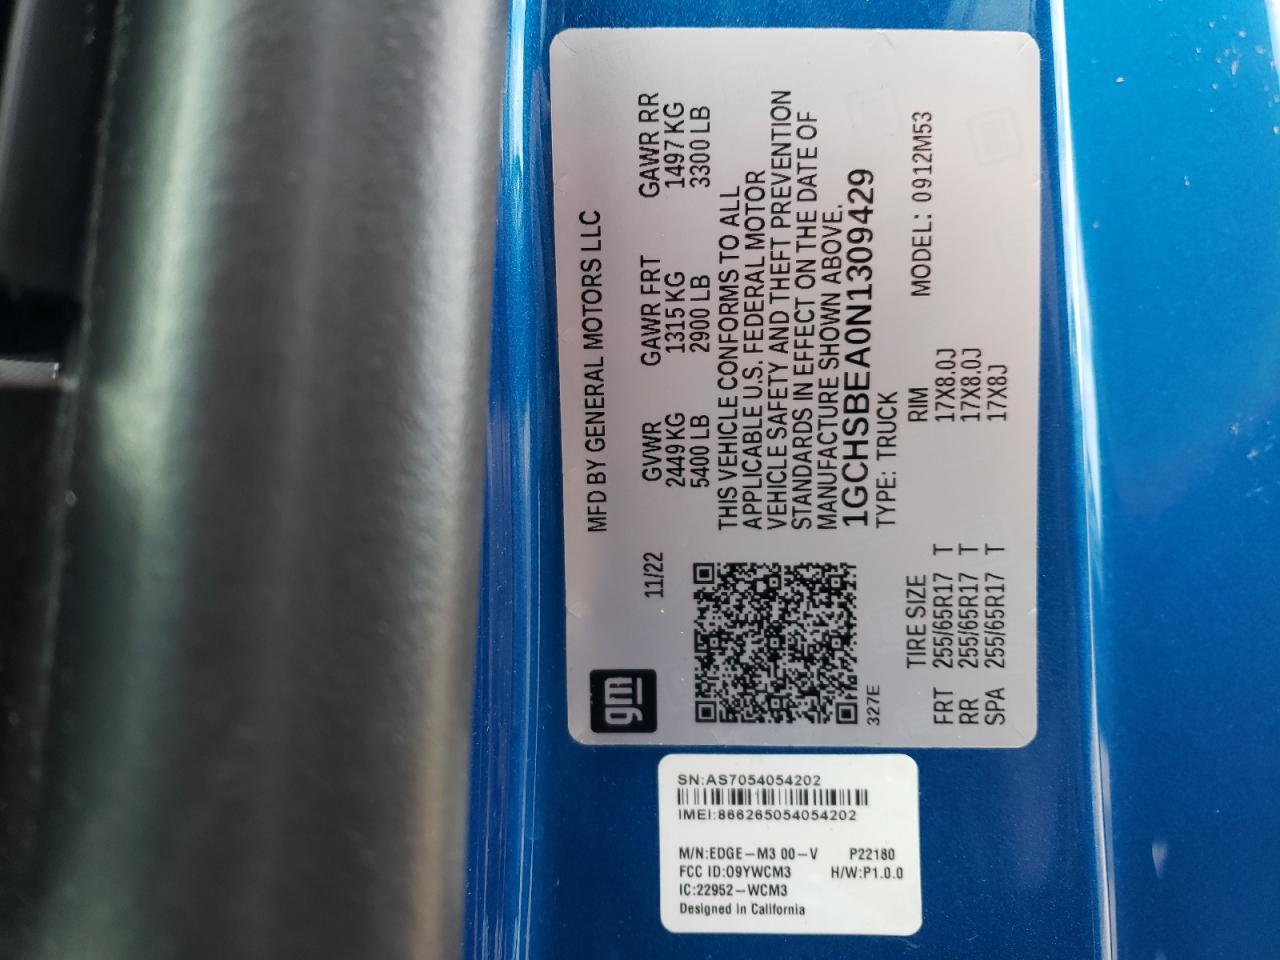 MFD BY GENERAL MOTORS LLC
11/22
GVWR GAWR FRT GAWR RR
2449 KG 1315 KG 1497 KG
5400 LB 2900 LB 3300 LB
THIS VEHICLE CONFORMS TO ALL
APPLICABLE U.S. FEDERAL MOTOR
VEHICLE SAFETY AND THEFT PREVENTION
STANDARDS IN EFFECT ON THE DATE OF
MANUFACTURE SHOWN ABOVE.
1GCHSBEA0N1309429
TYPE: TRUCK
gm
327E
TIRE SIZE RIM MODEL: 0912M53
FRT 255/65R17 T 17X8.0J
RR 255/65R17 T 17X8.0J
SPA 255/65R17 T 17X8J
SN:AS7054054202
IMEI:866265054054202
M/N:EDGE-M3 00-V P22180
FCC ID:O9YWCM3 H/W:P1.0.0
IC:22952-WCM3
Designed in California